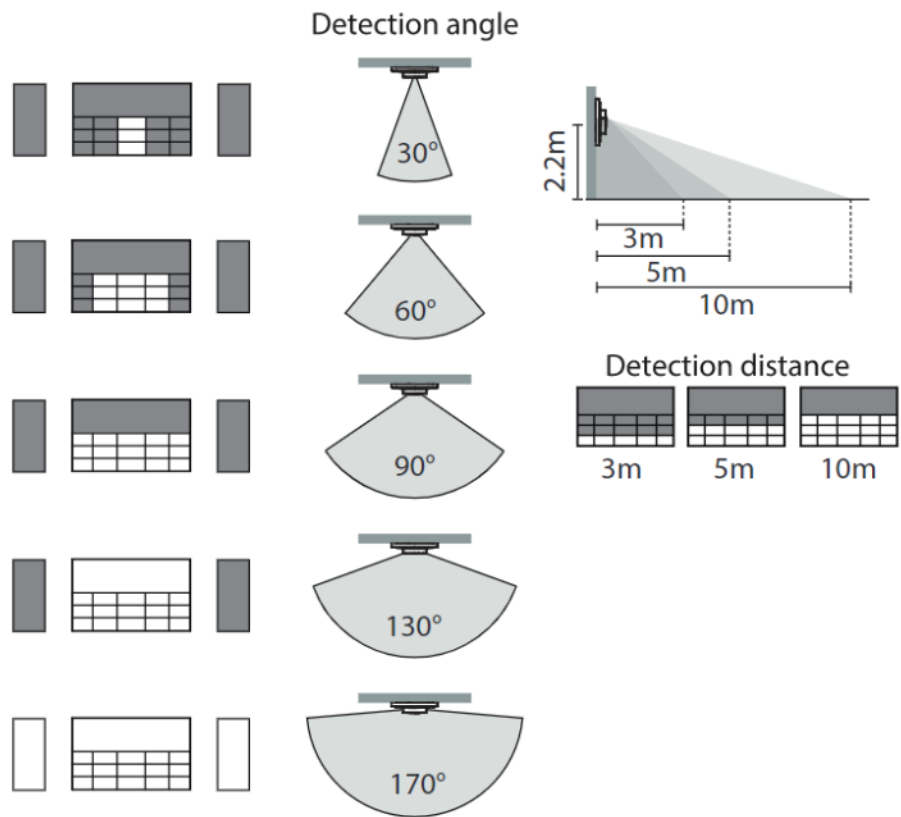 Detection angle
30°
60°
90°
130°
170°
2.2m
3m
5m
10m
Detection distance
3m 5m 10m